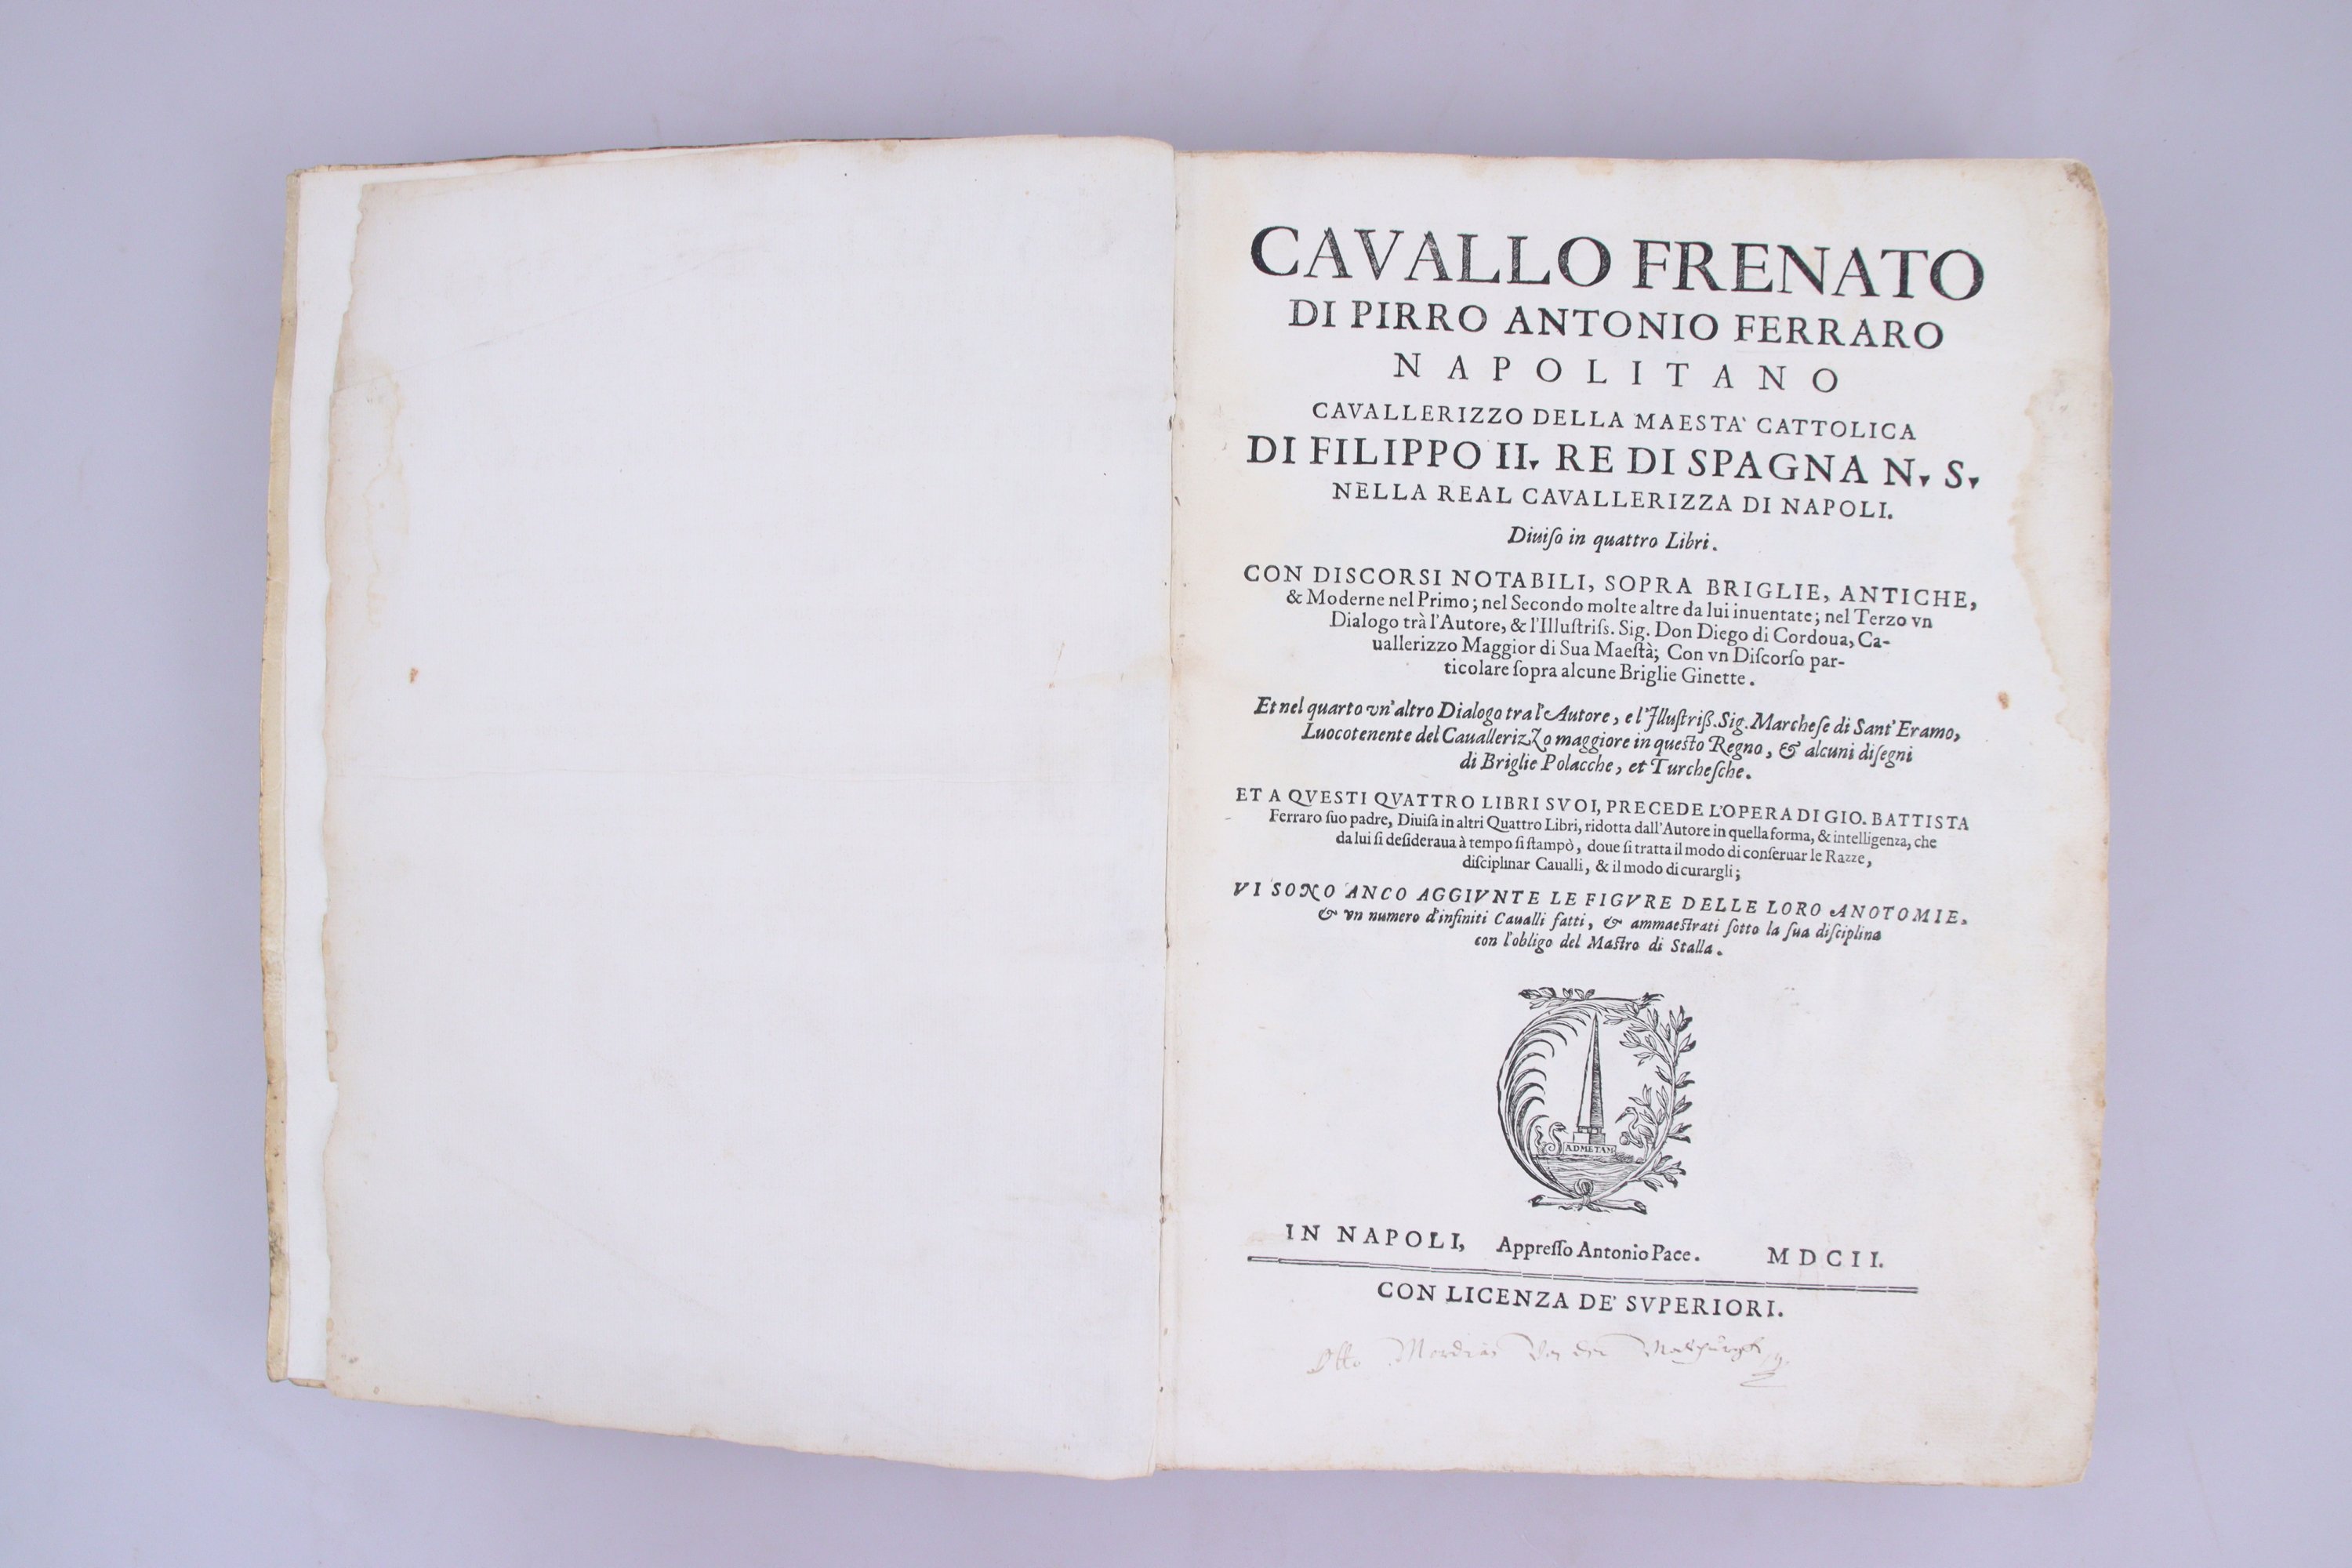 CAVALLO FRENATO
DI PIRRO ANTONIO FERRARO
NAPOLITANO
CAVALLERIZZO DELLA MAESTA' CATTOLICA
DI FILIPPO II. RE DI SPAGNA N. S.
NELLA REAL CAVALLERIZZA DI NAPOLI.
Diuiſo in quattro Libri.
CON DISCORSI NOTABILI, SOPRA BRIGLIE, ANTICHE,
& Moderne nel Primo; nel Secondo molte altre da lui inuentate; nel Terzo vn
Dialogo trà l'Autore, & l'Illuſtriſs. Sig. Don Diego di Cordoua, Ca-
uallerizzo Maggior di Sua Maeſtà; Con vn Diſcorſo par-
ticolare ſopra alcune Briglie Ginette.
Et nel quarto vn'altro Dialogo tra l'Autore, e l'Illuſtriß. Sig. Marcheſe di Sant'Eramo,
Luocotenente del Cauallerizzo maggiore in queſto Regno, & alcuni diſegni
di Briglie Polacche, et Turcheſche.
ET A QVESTI QVATTRO LIBRI SVOI, PRECEDE L'OPERA DI GIO. BATTISTA
Ferraro ſuo padre, Diuiſa in altri Quattro Libri, ridotta dall'Autore in quella forma, & intelligenza, che
da lui ſi deſideraua à tempo ſi ſtampò, doue ſi tratta il modo di conſeruar le Razze,
diſciplinar Caualli, & il modo di curargli;
VI SONO ANCO AGGIVNTE LE FIGVRE DELLE LORO ANOTOMIE,
& vn numero d'infiniti Caualli fatti, & ammaeſtrati ſotto la ſua diſciplina
con l'obligo del Maſtro di Stalla.
AD METAM
IN NAPOLI, Appreſſo Antonio Pace. MDCII.
CON LICENZA DE' SVPERIORI.
Otto